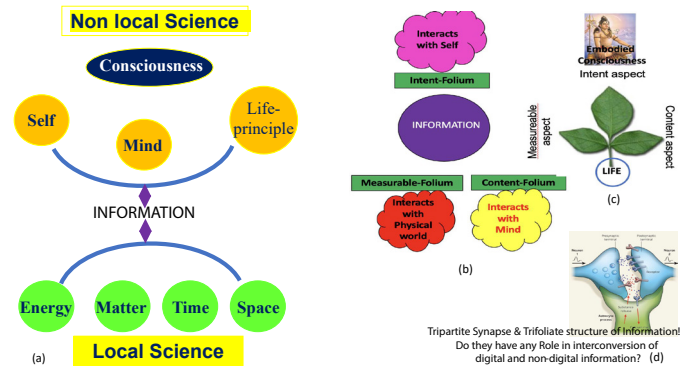 Non local Science
Consciousness
Self
Mind
Life-
principle
INFORMATION
Energy
Matter
Time
Space
(a)
Local Science
Interacts
with Self
Intent-Folium
INFORMATION
Measurable-Folium
Content-Folium
Interacts
with
Physical
world
Interacts
with
Mind
(b)
Embodied
Consciousness
Intent aspect
Measureable
aspect
Content aspect
LIFE
(c)
Tripartite Synapse & Trifoliate structure of Information!
Do they have any Role in interconversion of
digital and non-digital information?
(d)